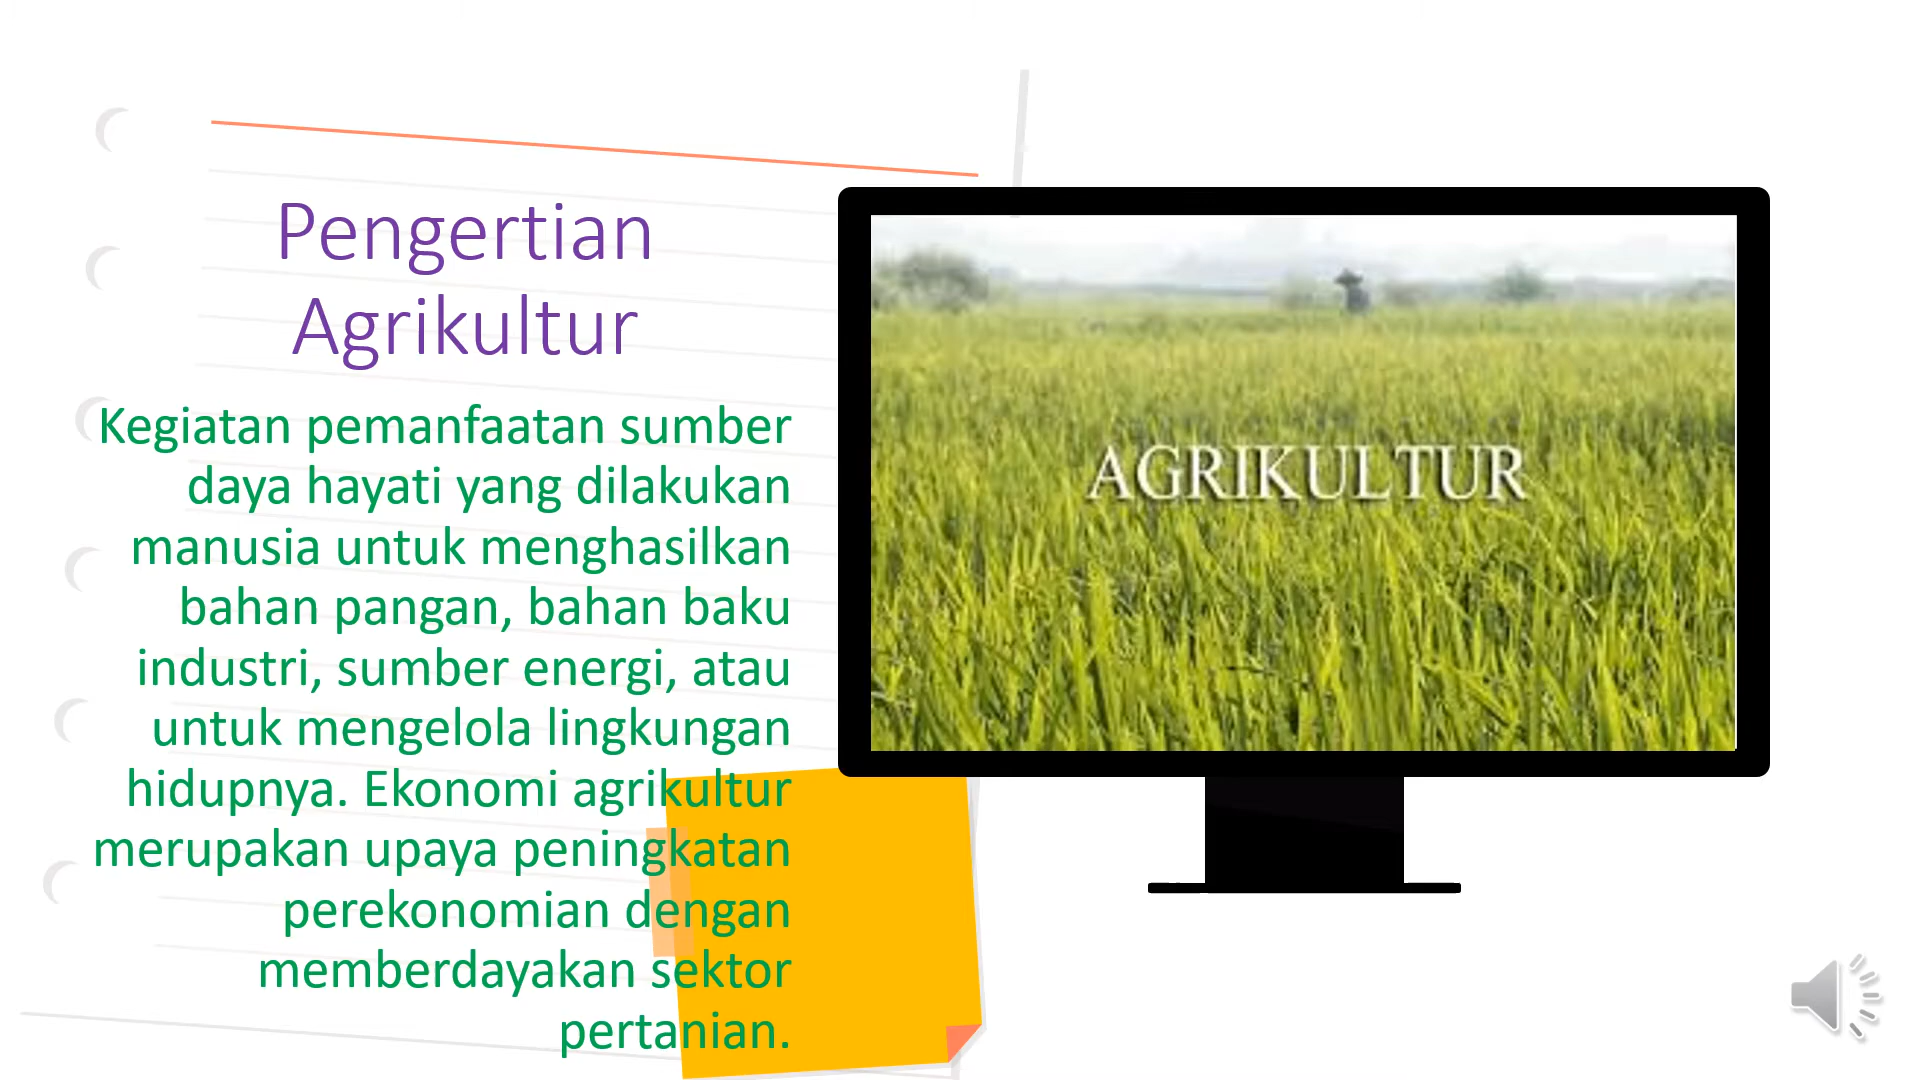 Pengertian
Agrikultur
Kegiatan pemanfaatan sumber
daya hayati yang dilakukan
manusia untuk menghasilkan
bahan pangan, bahan baku
industri, sumber energi, atau
untuk mengelola lingkungan
hidupnya. Ekonomi agrikultur
merupakan upaya peningkatan
perekonomian dengan
memberdayakan sektor
pertanian.
AGRIKULTUR